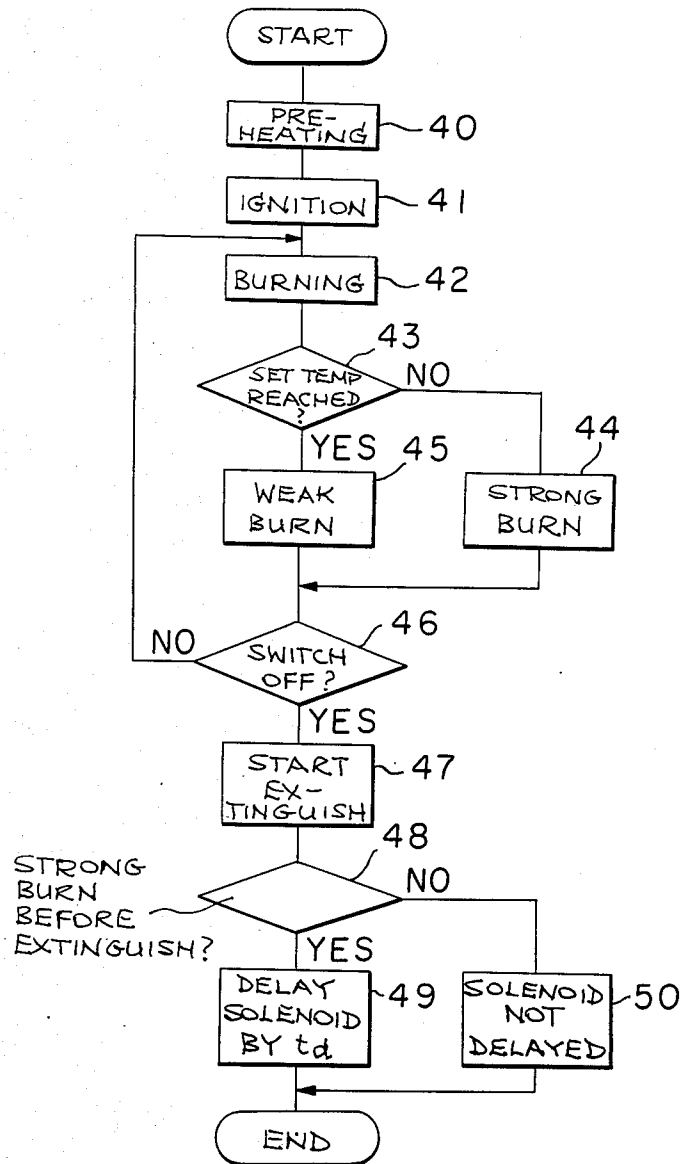 START
PRE-
HEATING
40
IGNITION
41
BURNING
42
43
SET TEMP
REACHED
?
NO
YES
45
44
WEAK
BURN
STRONG
BURN
46
NO
SWITCH
OFF?
YES
START
EX-
TINGUISH
47
48
STRONG
BURN
BEFORE
EXTINGUISH?
NO
YES
DELAY
SOLENOID
BY td
49
SOLENOID
NOT
DELAYED
50
END